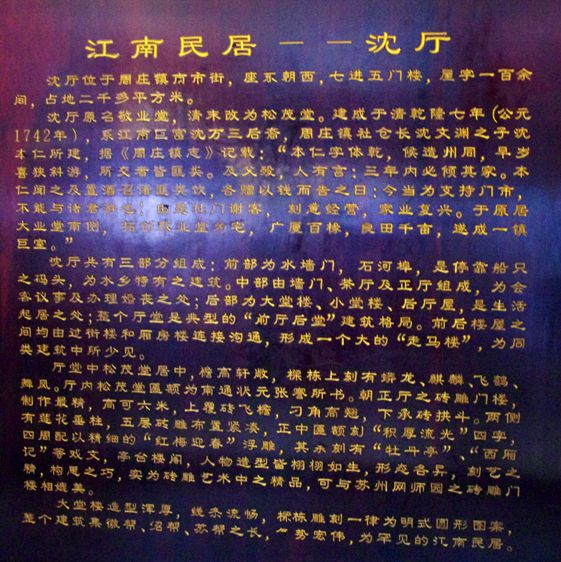 江南民居——沈厅
沈厅位于周庄镇南市街，座东朝西，七进五门楼，屋宇一百余
间，占地二千多平方米。
沈厅原名敬业堂，清末改为松茂堂。建成于清乾隆七年（公元
1742年），系江南巨富沈万三后裔，周庄镇社仓长沈文渊之子沈
本仁所建，据《周庄镇志》记载：“本仁字体乾，候选州同，早岁
喜狭斜游，所交者皆匪类。及父殁，人有言：三年内必倾其家。本
仁闻之及置酒召诸匪类饮，各赠以钱而告之日：今当为支持门市，
不能与诸君 杜门谢客，刻意经营，家业复兴。于原居
大业堂南侧，拓 敬业堂为宅，广厦百椽，良田千亩，遂成一镇
巨室。”
沈厅共有三部分组成：前部为水墙门，石河埠，是停靠船只
之码头，为水乡特有之建筑。中部由墙门、茶厅及正厅组成，为会
客议事及办理婚丧之处；后部为大堂楼、小堂楼、后厅屋，是生活
起居之处；整个厅堂是典型的“前厅后堂”建筑格局。前后楼屋之
间均由过街楼和厢房楼连接沟通，形成一个大的“走马楼”，为同
类建筑中所少见。
厅堂中松茂堂居中，檐高轩敞，樑栋上刻有蟒龙、麒麟、飞鹤、
舞凤。厅内松茂堂匾额为南通状元张謇所书。朝正厅之砖雕门楼，
制作最精，高可六米，上覆砖飞檐，刁角高翘，下承砖拱斗。两侧
有莲花垂柱，五层砖雕布置紧凑，正中匾额刻“积厚流光”四字，
四周配以精细的“红梅迎春”浮雕，其余刻有“牡丹亭”、“西厢
记”等戏文，亭台楼阁，人物造型皆栩栩如生，形态各异，刻艺之
精，构思之巧，实为砖雕艺术中之精品，可与苏州网师园之砖雕门
楼相媲美。
大堂楼造型浑厚，线条流畅，樑栋雕刻一律为明式圆形图案，
整个建筑集徽帮、绍帮、苏帮之长，气势宏伟，为罕见的江南民居。